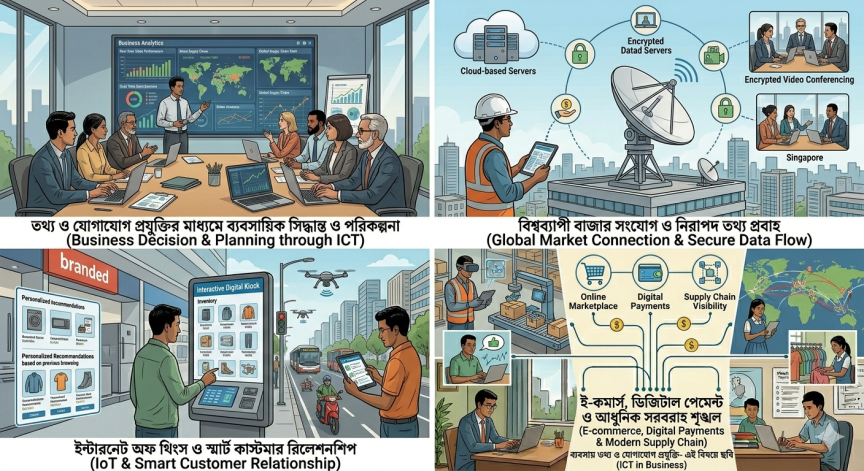 Business Analytics
তথ্য ও যোগাযোগ প্রযুক্তির মাধ্যমে ব্যবসায়িক সিদ্ধান্ত ও পরিকল্পনা
(Business Decision & Planning through ICT)
Cloud-based Servers
Encrypted
Datad Servers
Encrypted Video Conferencing
Singapore
বিশ্বব্যাপী বাজার সংযোগ ও নিরাপদ তথ্য প্রবাহ
(Global Market Connection & Secure Data Flow)
branded
Personalized Recommendations
Personalized Recommendations
based on previous browsing
Interactive Digital Kiock
Inventory
ইন্টারনেট অফ থিংস ও স্মার্ট কাস্টমার রিলেশনশিপ
(IoT & Smart Customer Relationship)
Online
Marketplace
Digital
Payments
Supply Chain
Visibility
ই-কমার্স, ডিজিটাল পেমেন্ট
ও আধুনিক সরবরাহ শৃঙ্খল
(E-commerce, Digital Payments
& Modern Supply Chain)
ব্যবসায় তথ্য ও যোগাযোগ প্রযুক্তি- এই বিষয়ে ছবি
(ICT in Business)